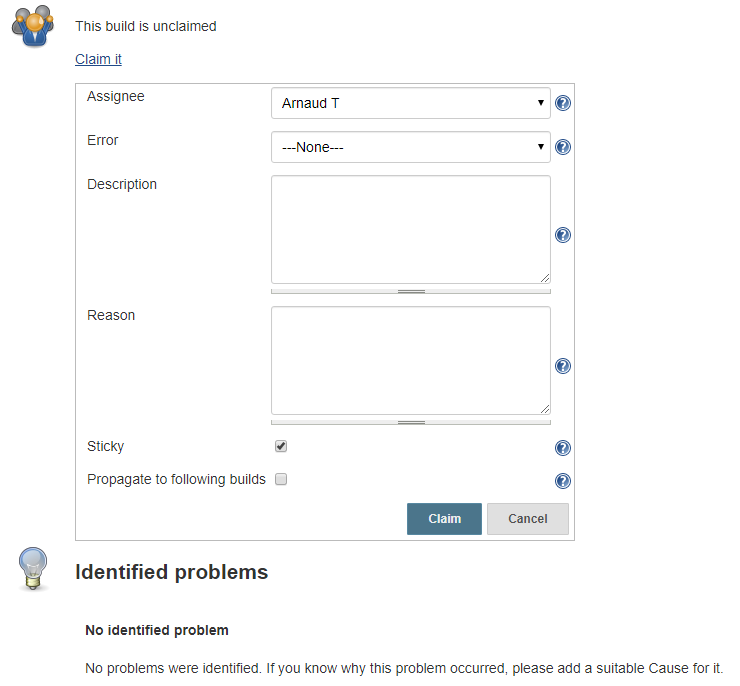 This build is unclaimed
Claim it
Assignee
Arnaud T
Error
---None---
Description
Reason
Sticky
Propagate to following builds
Claim
Cancel
Identified problems
No identified problem
No problems were identified. If you know why this problem occurred, please add a suitable Cause for it.